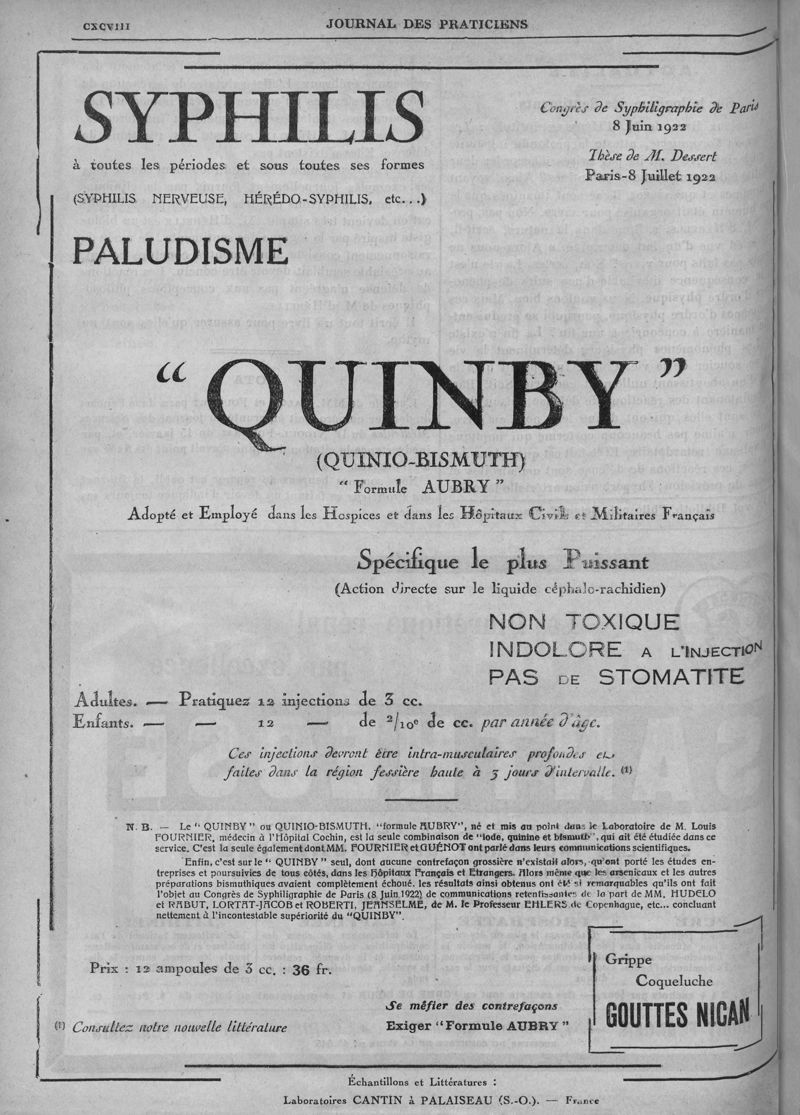 CXCVIII
JOURNAL DES PRATICIENS
SYPHILIS
à toutes les périodes et sous toutes ses formes
(SYPHILIS NERVEUSE, HÉRÉDO-SYPHILIS, etc...)
Congrès de Syphiligraphie de Paris
8 Juin 1922
Thèse de M. Dessert
Paris-8 Juillet 1922
PALUDISME
“QUINBY”
(QUINIO-BISMUTH)
“Formule AUBRY”
Adopté et Employé dans les Hospices et dans les Hôpitaux Civils et Militaires Français
Spécifique le plus Puissant
(Action directe sur le liquide céphalo-rachidien)
NON TOXIQUE
INDOLORE A L'INJECTION
PAS DE STOMATITE
Adultes. — Pratiquez 12 injections de 3 cc.
Enfants. — — 12 — de 2/10e de cc. par année d'âge.
Ces injections devront être intra-musculaires profondes et
faites dans la région fessière haute à 3 jours d'intervalle. (1)
N. B. — Le “QUINBY” ou QUINIO-BISMUTH, “formule AUBRY”, né et mis au point dans le Laboratoire de M. Louis
FOURNIER, médecin à l'Hôpital Cochin, est la seule combinaison de “iode, quinine et bismuth”, qui ait été étudiée dans ce
service. C'est la seule également dont MM. FOURNIER et GUÉNOT ont parlé dans leurs communications scientifiques.
Enfin, c'est sur le “QUINBY” seul, dont aucune contrefaçon grossière n'existait alors, qu'ont porté les études en-
treprises et poursuivies de tous côtés, dans les Hôpitaux Français et Etrangers. Alors même que les arsenicaux et les autres
préparations bismuthiques avaient complètement échoué, les résultats ainsi obtenus ont été si remarquables qu'ils ont fait
l'objet au Congrès de Syphiligraphie de Paris (8 Juin 1922) de communications retentissantes de la part de MM. HUDELO
et RABUT, LORTAT-JACOB et ROBERTI, JEANSELME, de M. le Professeur EHLERS de Copenhague, etc... concluant
nettement à l'incontestable supériorité du “QUINBY”.
Prix : 12 ampoules de 3 cc. : 36 fr.
Se méfier des contrefaçons
(1) Consultez notre nouvelle littérature
Exiger “Formule AUBRY”
Grippe
Coqueluche
GOUTTES NICAN
Échantillons et Littératures :
Laboratoires CANTIN à PALAISEAU (S.-O.). — France